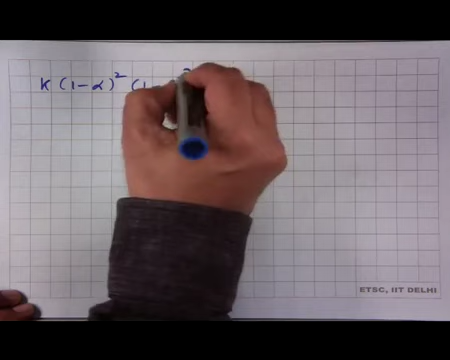 K (1-α)² (1-
ETSC, IIT DELHI